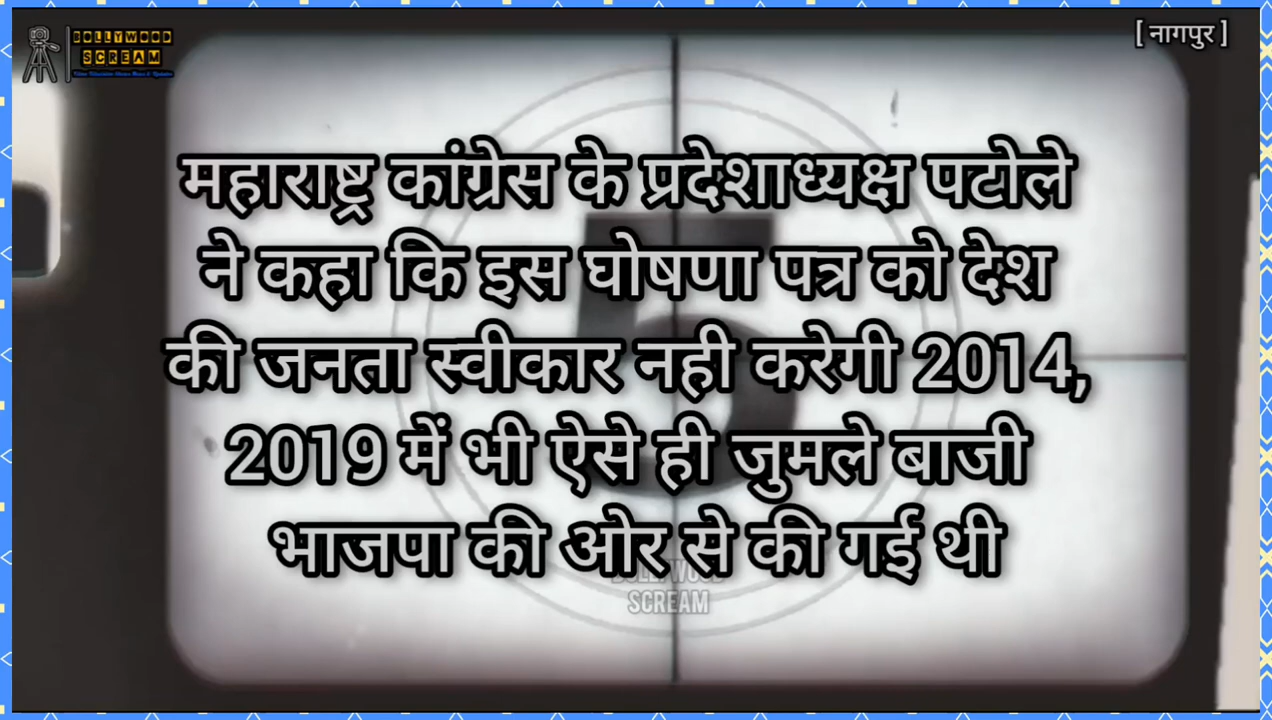 BOLLYWOOD
SCREAM
[ नागपुर ]
महाराष्ट्र कांग्रेस के प्रदेशाध्यक्ष पटोले
ने कहा कि इस घोषणा पत्र को देश
की जनता स्वीकार नही करेगी 2014,
2019 में भी ऐसे ही जुमले बाजी
भाजपा की ओर से की गई थी
BOLLYWOOD
SCREAM